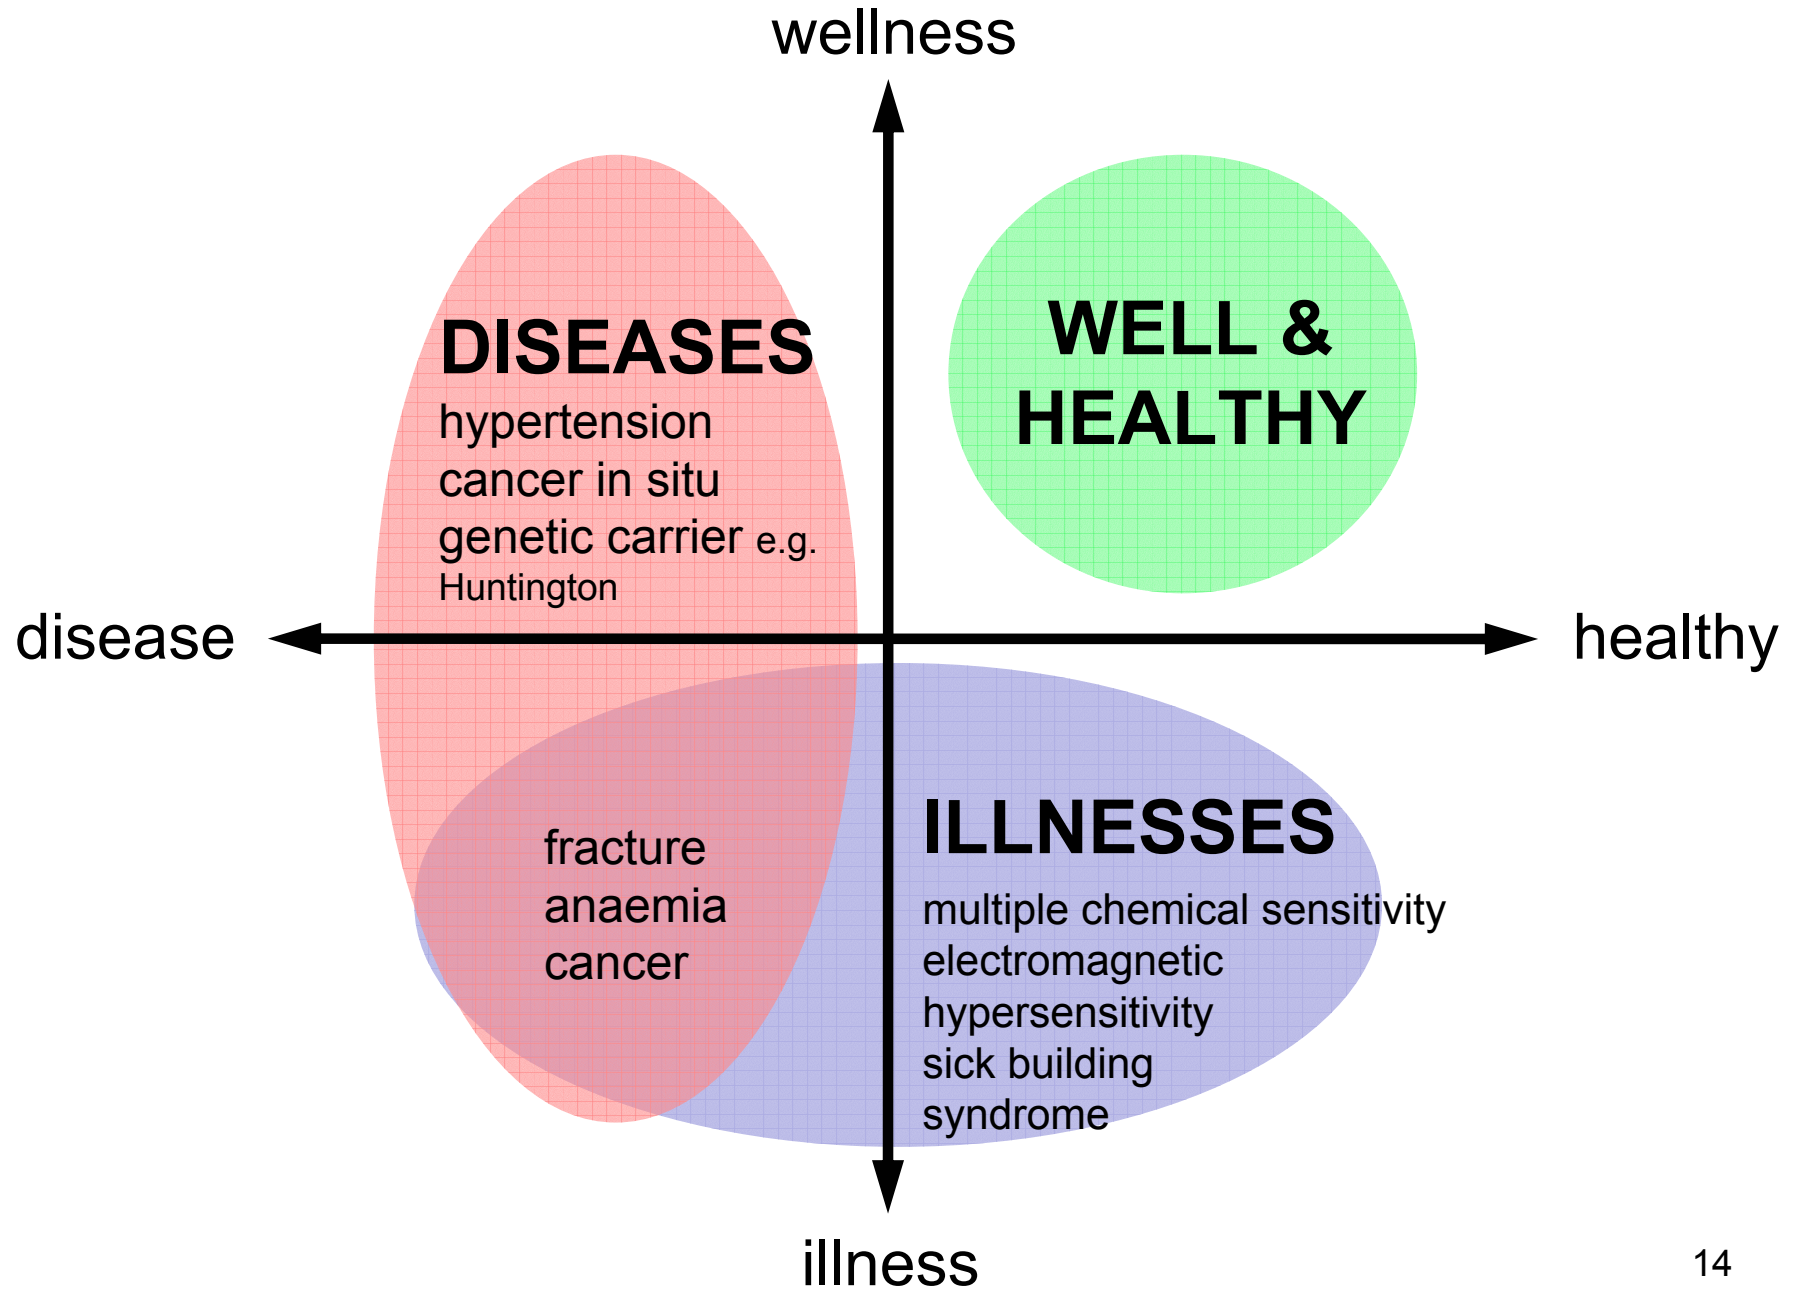 wellness
DISEASES
hypertension
cancer in situ
genetic carrier e.g.
Huntington
WELL &
HEALTHY
disease
healthy
fracture
anaemia
cancer
ILLNESSES
multiple chemical sensitivity
electromagnetic
hypersensitivity
sick building
syndrome
illness
14